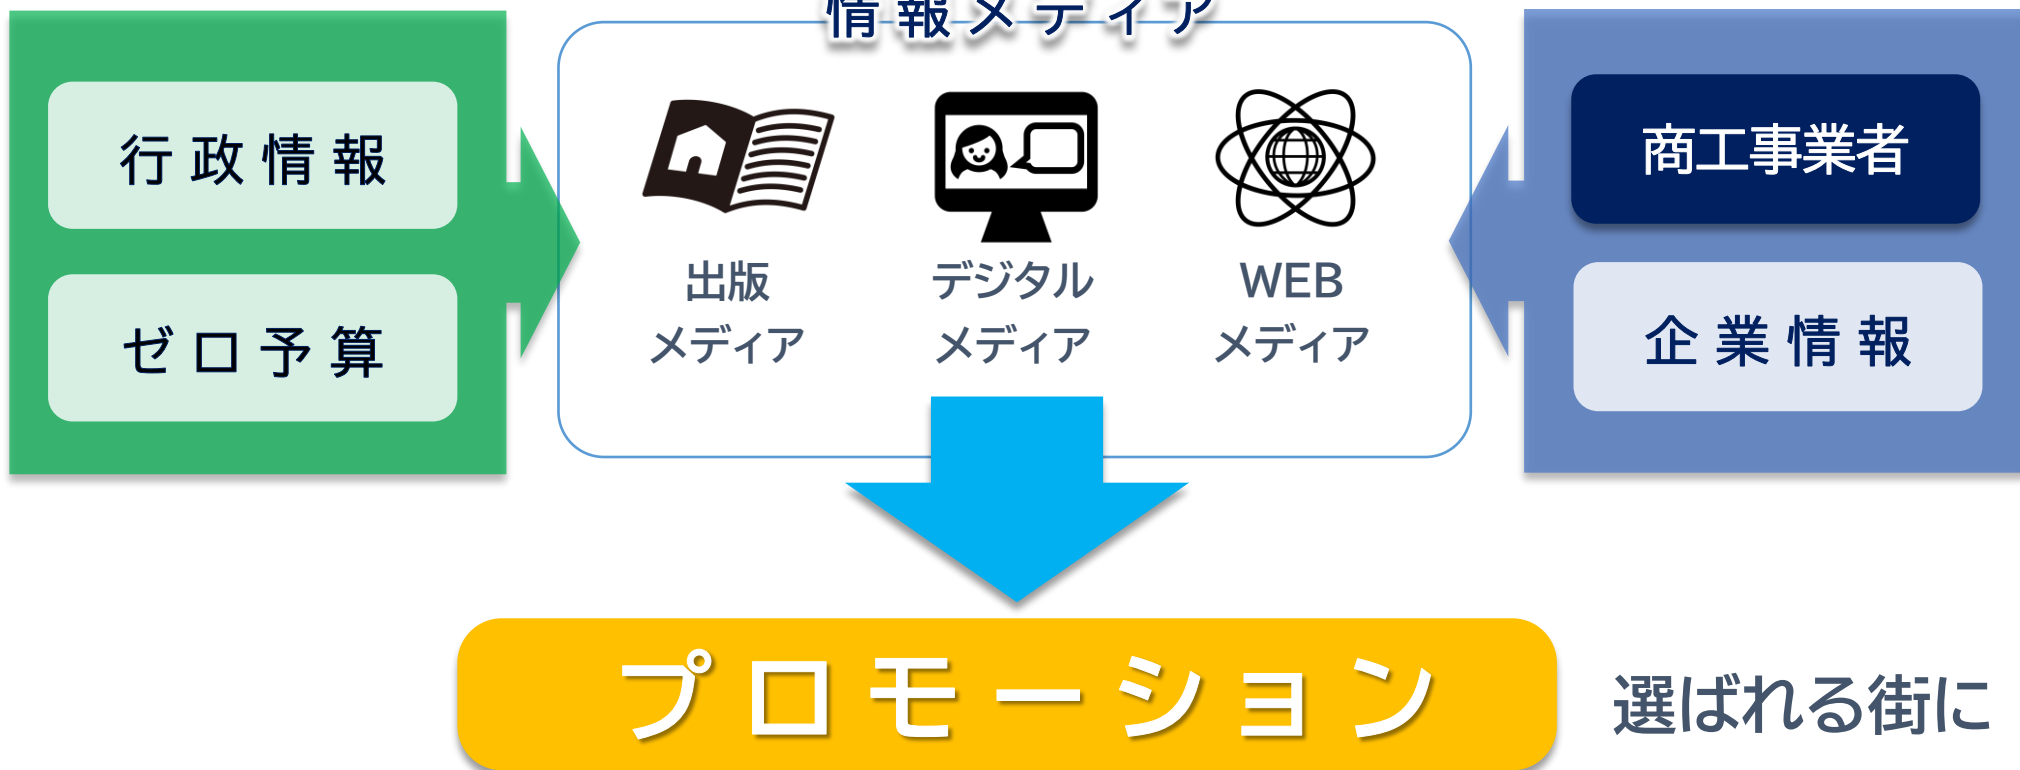 情報メディア
行政情報
ゼロ予算
出版
メディア
デジタル
メディア
WEB
メディア
商工事業者
企業情報
プロモーション
選ばれる街に